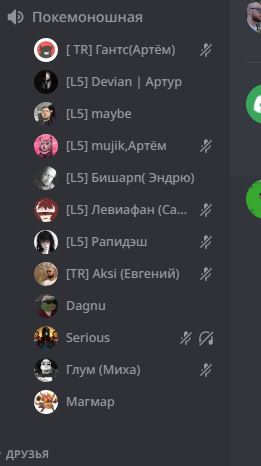 Покемоношная
[ TR] Гантс(Артём)
[L5] Devian | Артур
[L5] maybe
[L5] mujik,Артём
[L5] Бишарп( Эндрю)
[L5] Левиафан (Са...
[L5] Рапидэш
[TR] Aksi (Евгений)
Dagnu
Serious
Глум (Миха)
Магмар
ДРУЗЬЯ